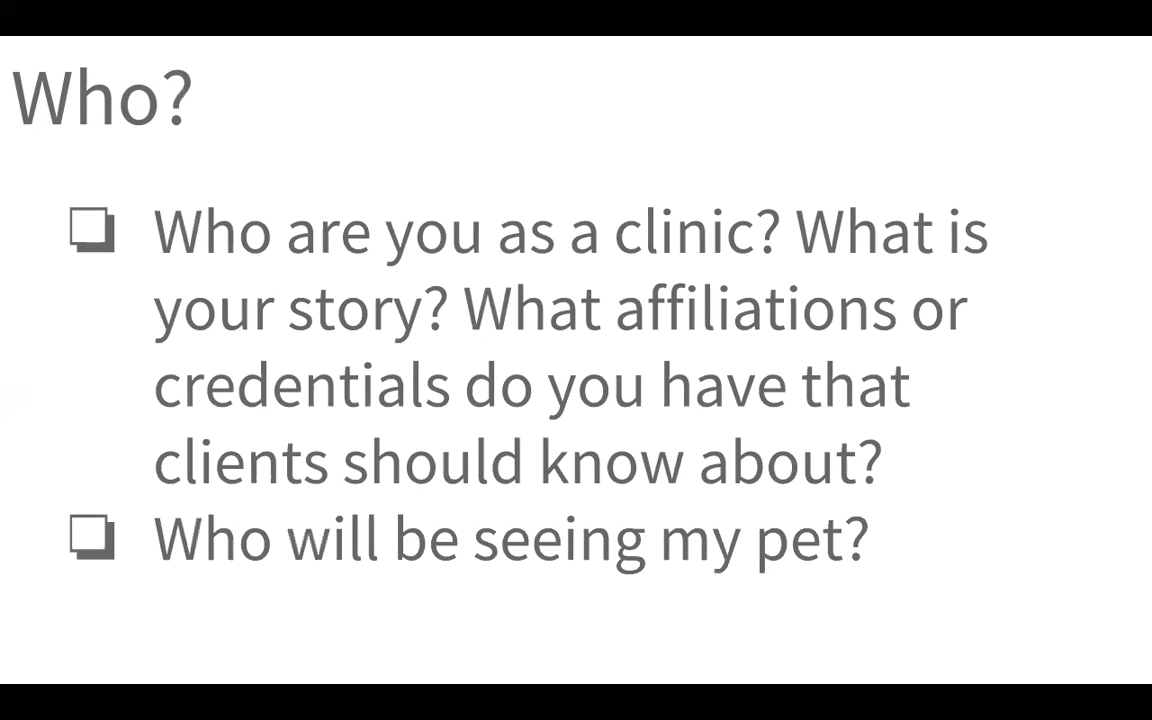 Who?
Who are you as a clinic? What is
your story? What affiliations or
credentials do you have that
clients should know about?
Who will be seeing my pet?